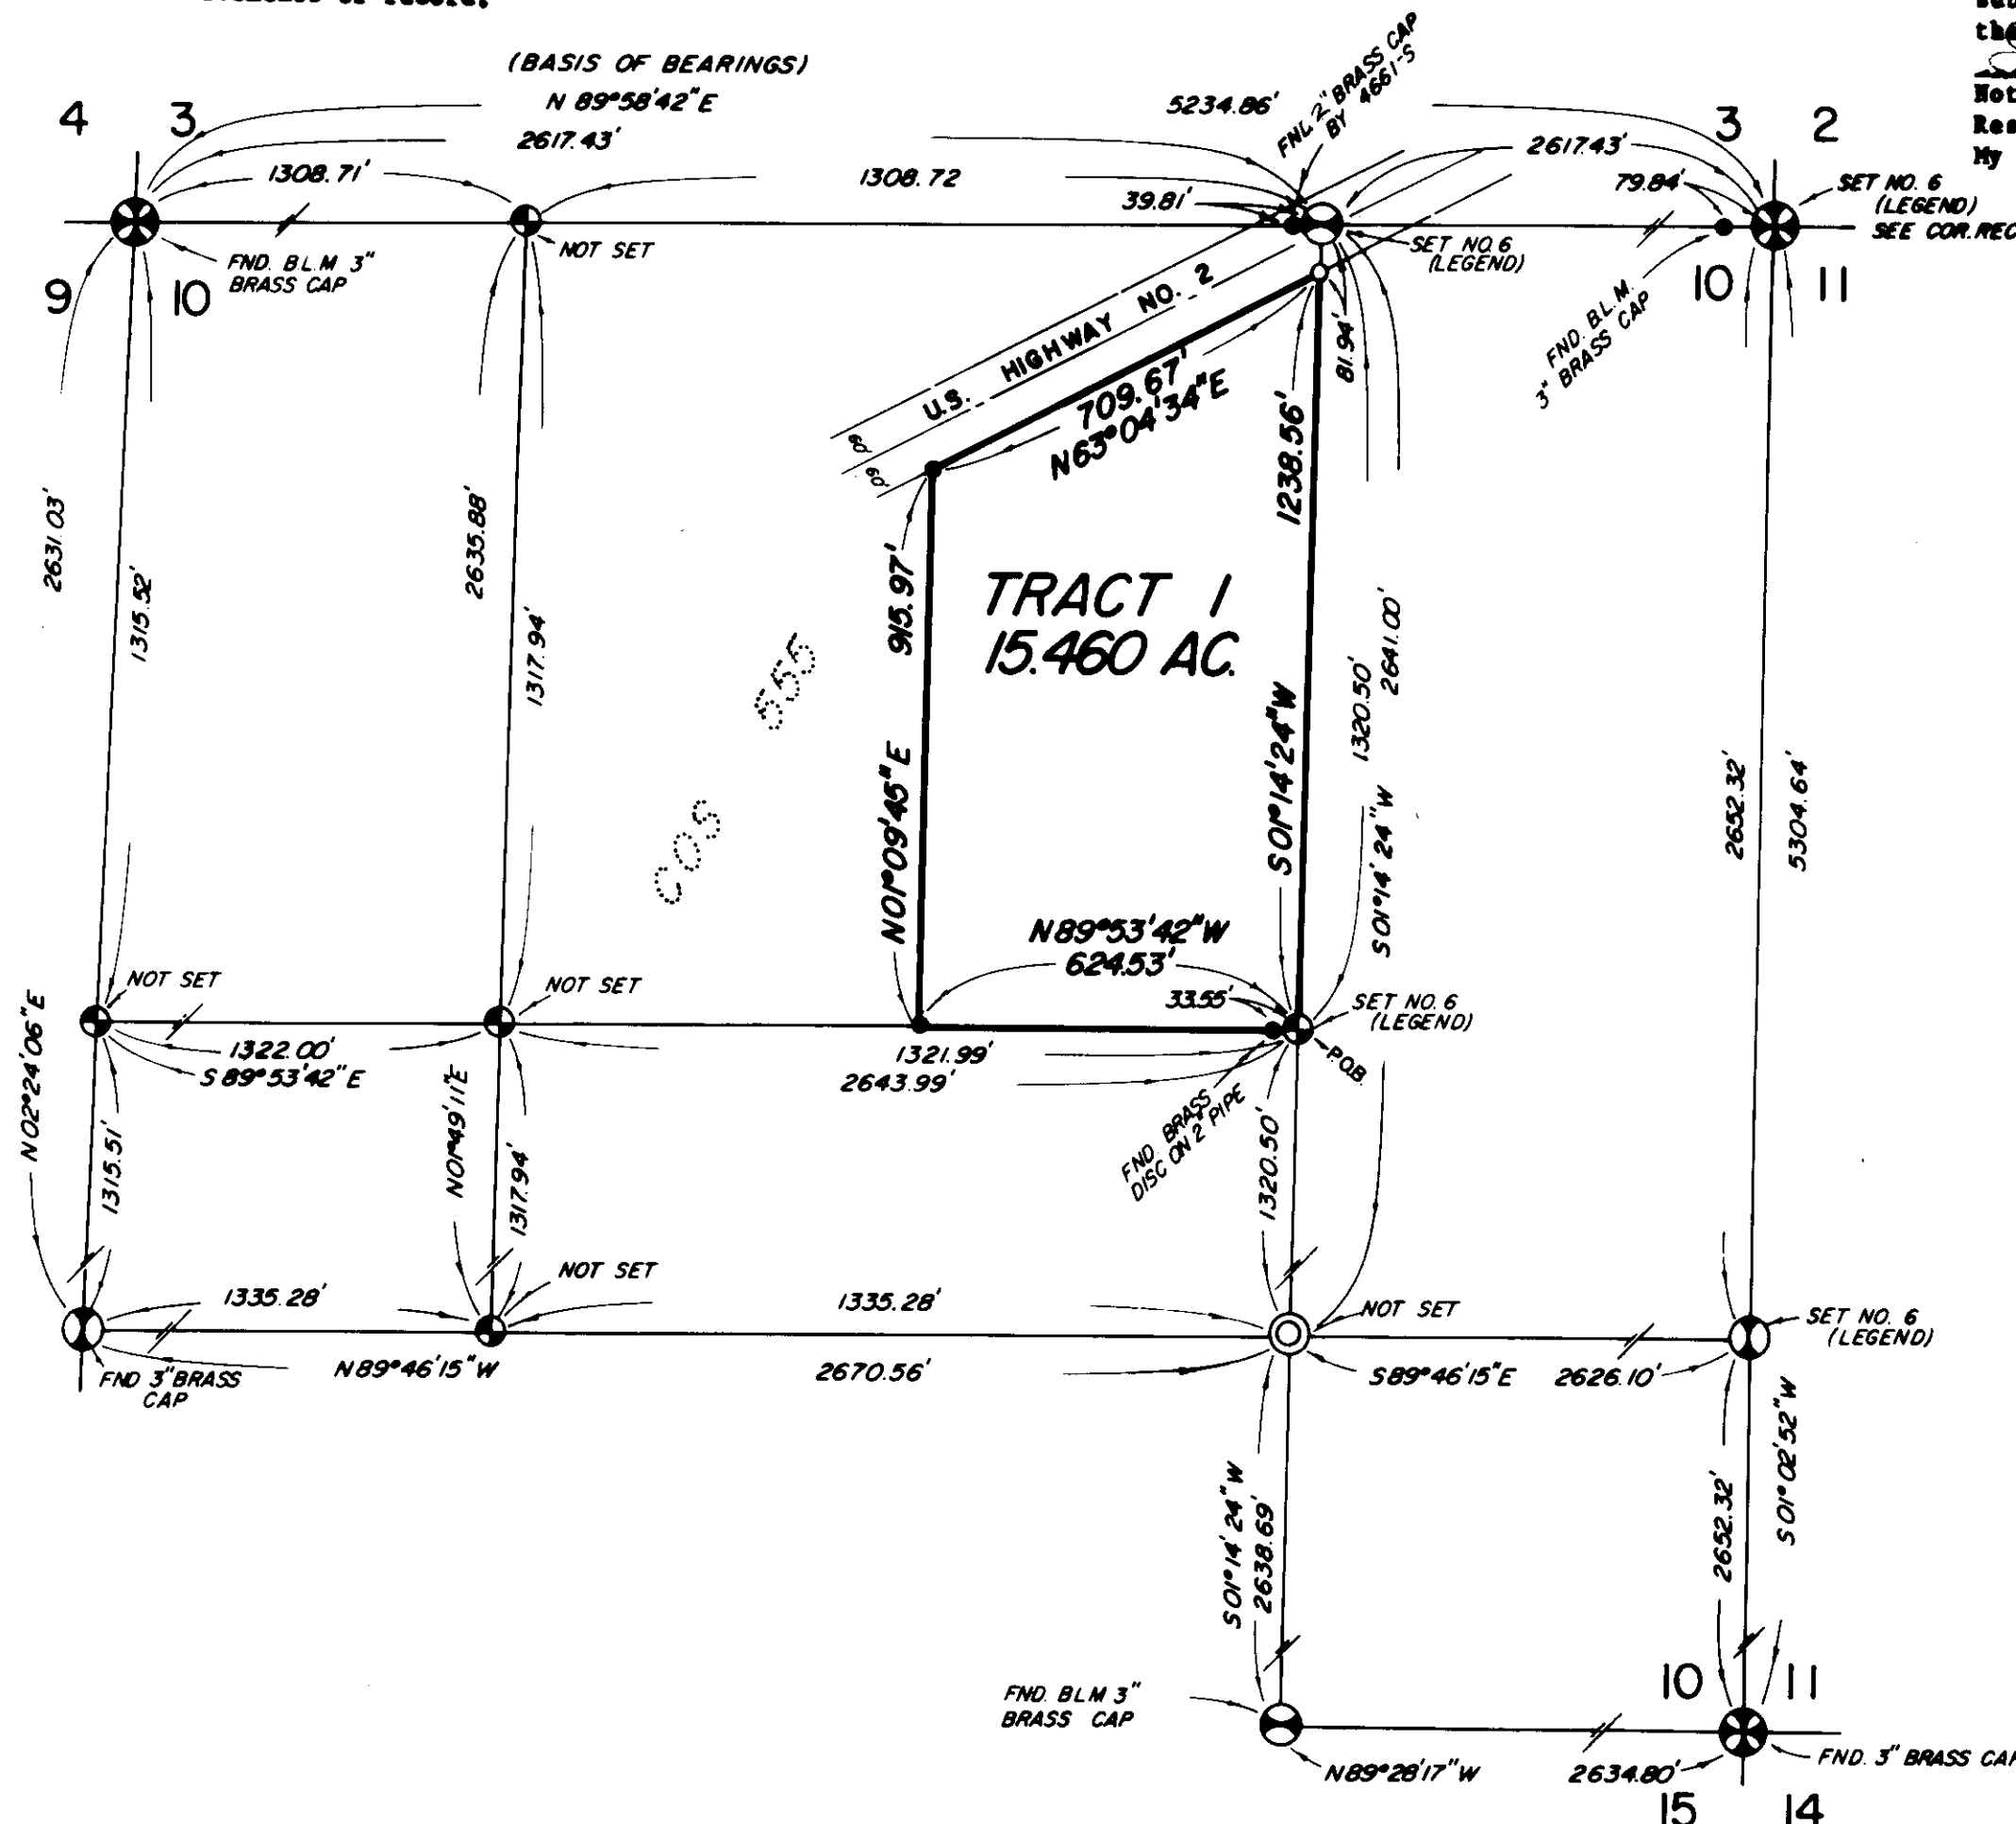 (BASIS OF BEARINGS)
N 89°58'42"E
5234.86'
2617.43'
2617.43'
1308.71'
1308.72
39.81'
79.84'
4 3
3 2
9 10
10 11
FND. 2" BRASS CAP
BY 4661-S
SET NO. 6
(LEGEND)
SEE COR.REC
the
My
NOT SET
FND. B.L.M 3"
BRASS CAP
SET NO.6
(LEGEND)
FND. B.L.M.
3" BRASS CAP
U.S. HIGHWAY NO. 2
60'
60'
709.67'
N63°04'34"E
81.94'
1238.56'
S01°14'24"W
2631.03'
1315.52'
2635.88'
1317.94'
915.97'
N01°09'45"E
TRACT 1
15.460 AC.
COS 555
1320.50'
2641.00'
S01°14'24"W
2652.32'
5304.64'
N89°53'42"W
624.53'
33.55'
NOT SET
NOT SET
SET NO. 6
(LEGEND)
P.O.B.
1322.00'
S89°53'42"E
1321.99'
2643.99'
FND. BRASS
DISC ON 2" PIPE
N02°24'06"E
1315.51'
N01°49'11"E
1317.94'
1320.50'
NOT SET
NOT SET
SET NO. 6
(LEGEND)
1335.28'
1335.28'
FND 3" BRASS
CAP
N89°46'15"W
2670.56'
S89°46'15"E 2626.10'
S01°14'24"W
2638.69'
2652.32'
S01°02'52"W
FND. BLM 3"
BRASS CAP
10 11
N89°28'17"W
2634.80'
FND. 3" BRASS CAP
15 14